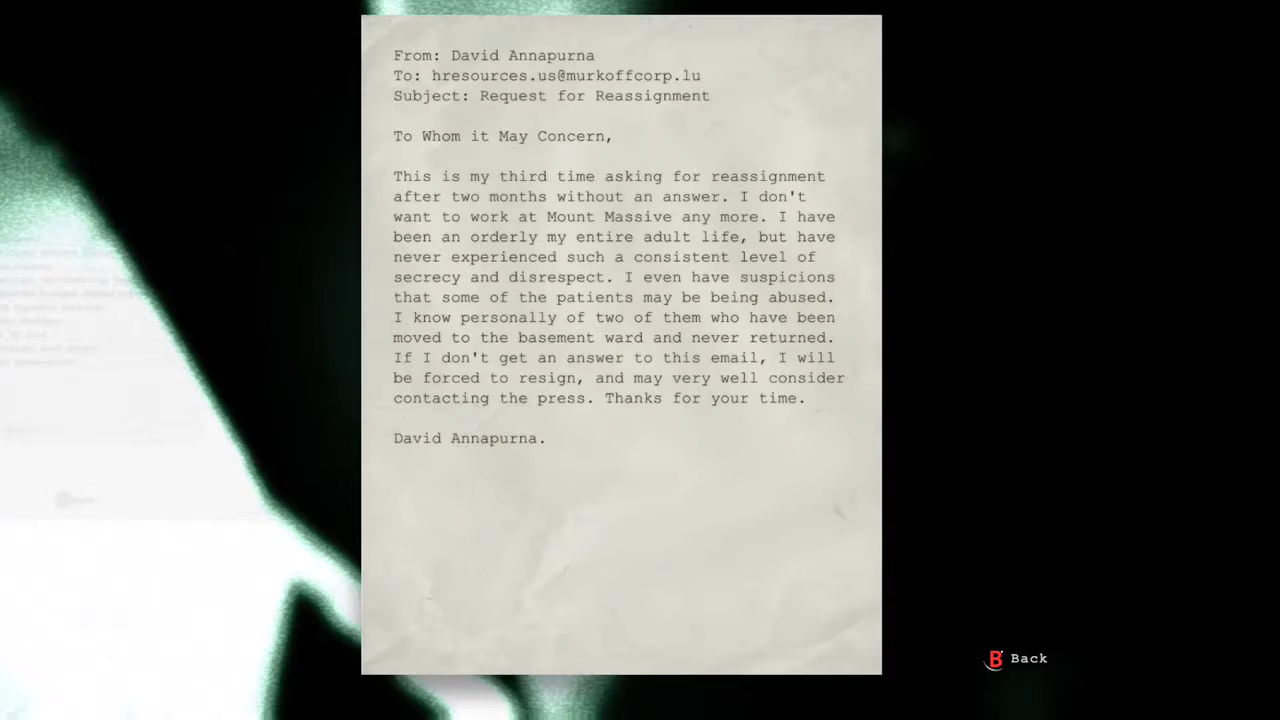 From: David Annapurna
To: hresources.us@murkoffcorp.lu
Subject: Request for Reassignment
To Whom it May Concern,
This is my third time asking for reassignment
after two months without an answer. I don't
want to work at Mount Massive any more. I have
been an orderly my entire adult life, but have
never experienced such a consistent level of
secrecy and disrespect. I even have suspicions
that some of the patients may be being abused.
I know personally of two of them who have been
moved to the basement ward and never returned.
If I don't get an answer to this email, I will
be forced to resign, and may very well consider
contacting the press. Thanks for your time.
David Annapurna.
B Back